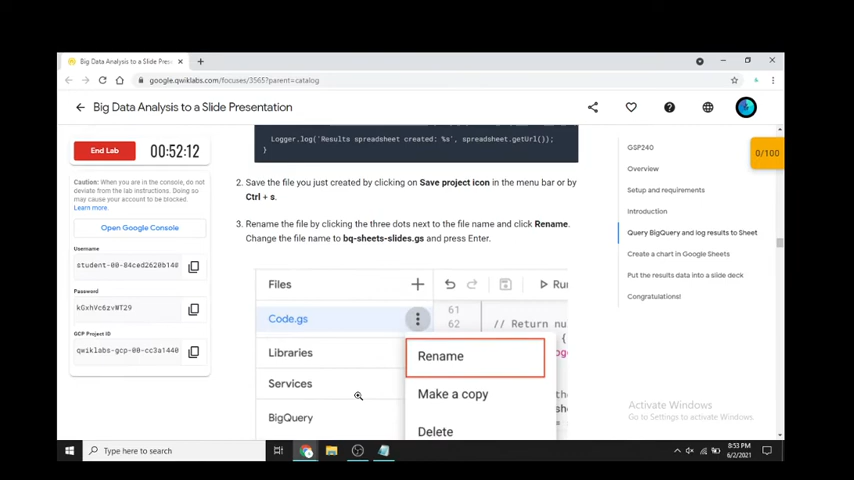 Big Data Analysis to a Slide Prese
google.qwiklabs.com/focuses/3565?parent=catalog
Big Data Analysis to a Slide Presentation
End Lab
00:52:12
Caution: When you are in the console, do not
deviate from the lab instructions. Doing so
may cause your account to be blocked.
Learn more.
Open Google Console
Username
student-00-84ced2620b140
Password
kGxhVc6zvWT29
GCP Project ID
qwiklabs-gcp-00-cc3a1440
Logger.log('Results spreadsheet created: %s', spreadsheet.getUrl());
}
2. Save the file you just created by clicking on Save project icon in the menu bar or by
Ctrl + s.
3. Rename the file by clicking the three dots next to the file name and click Rename.
Change the file name to bq-sheets-slides.gs and press Enter.
Files
Run
Code.gs
61
62
// Return nu
{
Libraries
Rename
Services
Make a copy
BigQuery
Delete
GSP240
0/100
Overview
Setup and requirements
Introduction
Query BigQuery and log results to Sheet
Create a chart in Google Sheets
Put the results data into a slide deck
Congratulations!
Activate Windows
Go to Settings to activate Windows.
Type here to search
8:53 PM
6/2/2021